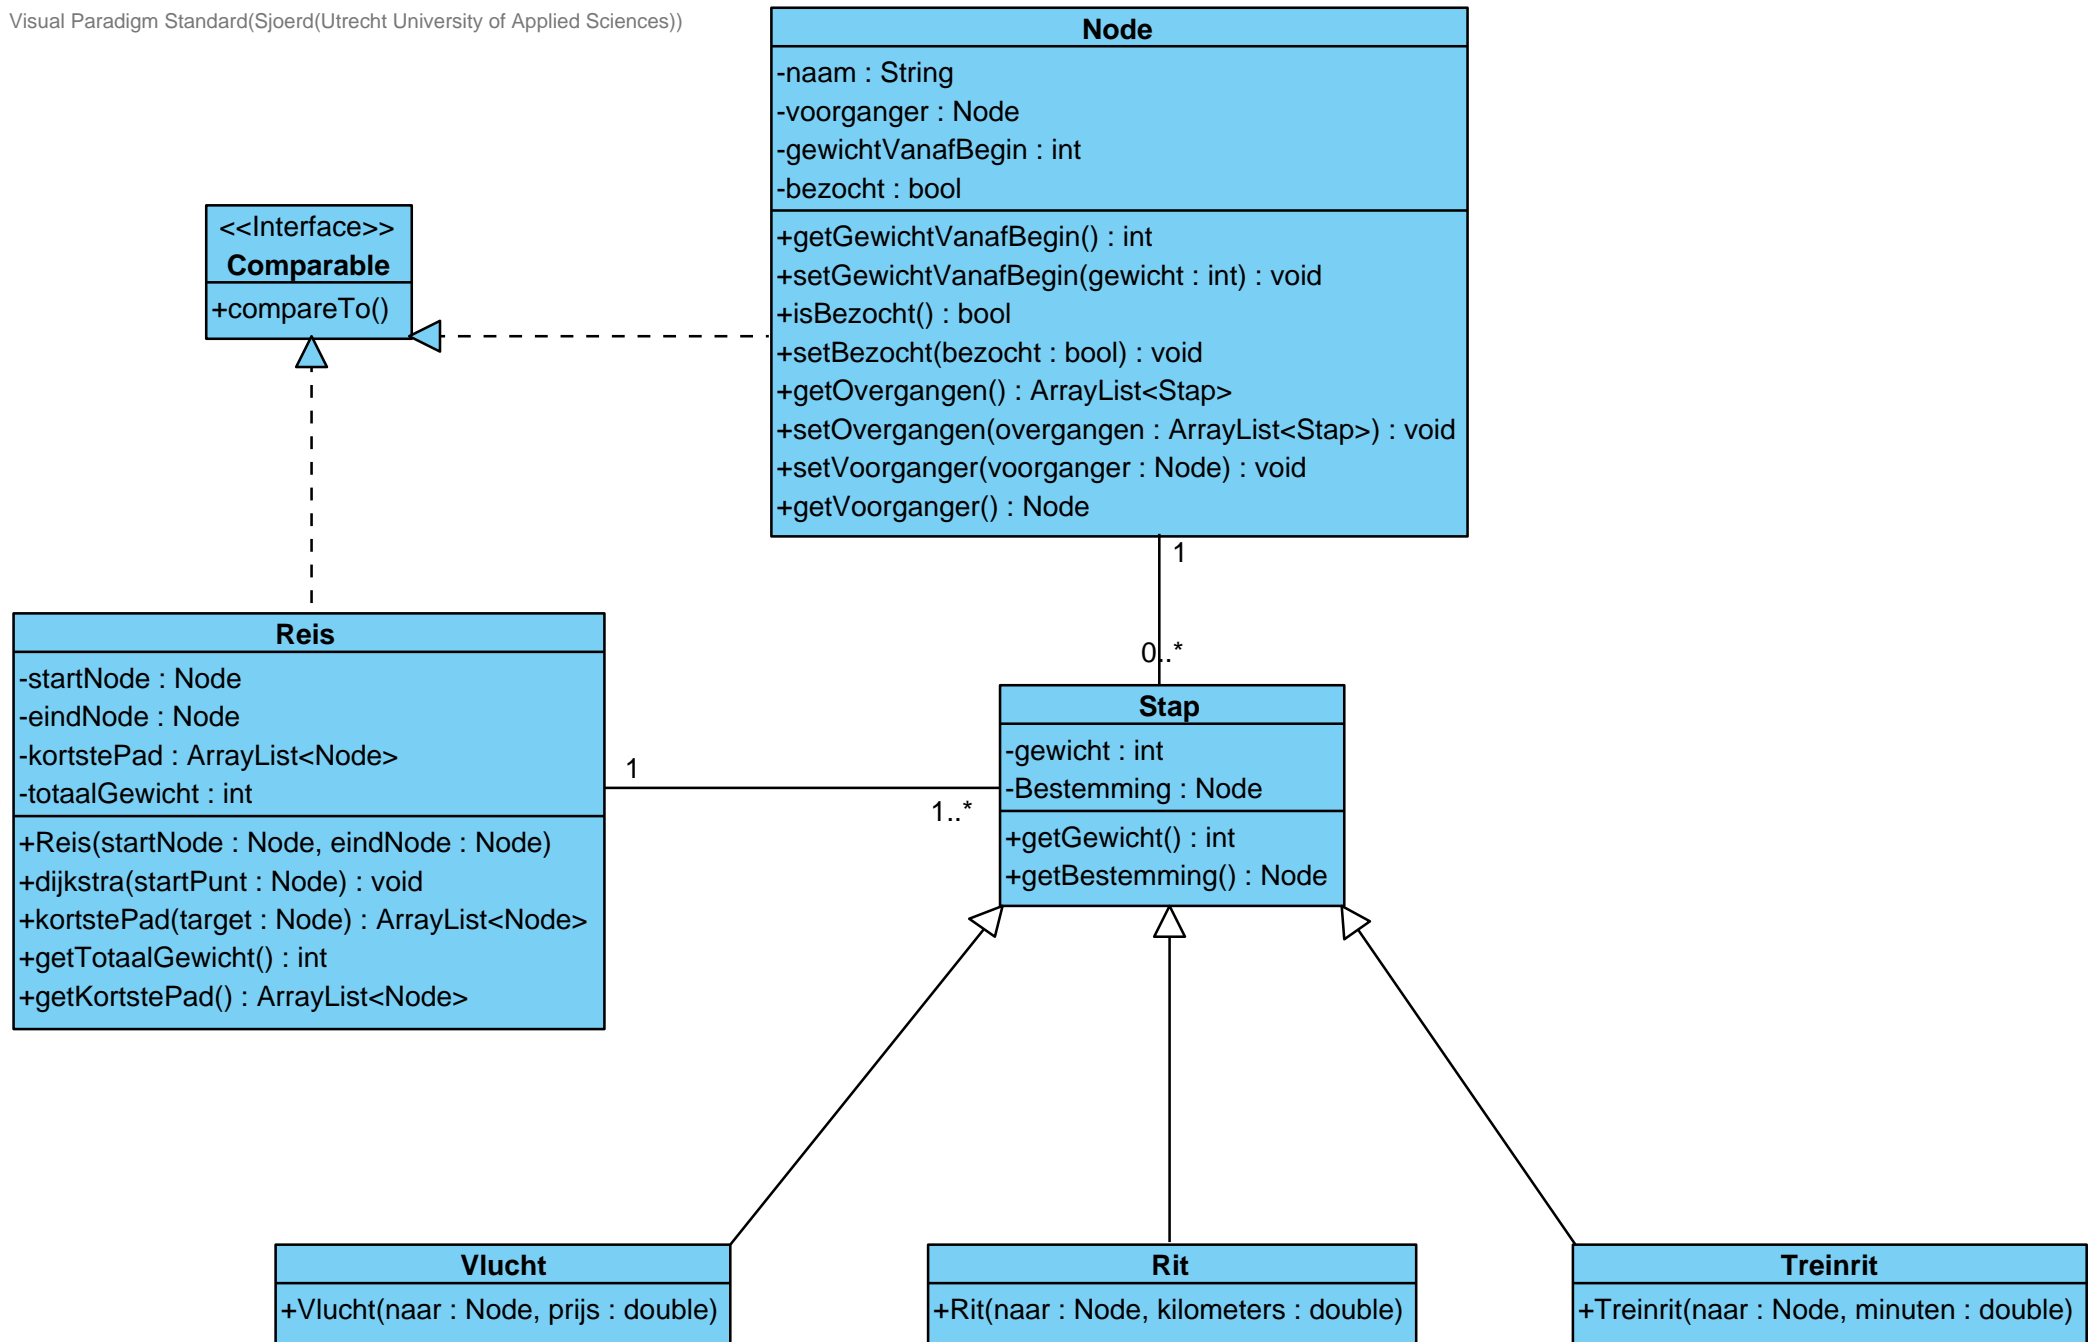 Visual Paradigm Standard(Sjoerd(Utrecht University of Applied Sciences))
Node
-naam : String
-voorganger : Node
-gewichtVanafBegin : int
-bezocht : bool
+getGewichtVanafBegin() : int
+setGewichtVanafBegin(gewicht : int) : void
+isBezocht() : bool
+setBezocht(bezocht : bool) : void
+getOvergangen() : ArrayList<Stap>
+setOvergangen(overgangen : ArrayList<Stap>) : void
+setVoorganger(voorganger : Node) : void
+getVoorganger() : Node
<<Interface>>
Comparable
+compareTo()
1
0..*
Reis
-startNode : Node
-eindNode : Node
-kortstePad : ArrayList<Node>
-totaalGewicht : int
+Reis(startNode : Node, eindNode : Node)
+dijkstra(startPunt : Node) : void
+kortstePad(target : Node) : ArrayList<Node>
+getTotaalGewicht() : int
+getKortstePad() : ArrayList<Node>
1
1..*
Stap
-gewicht : int
-Bestemming : Node
+getGewicht() : int
+getBestemming() : Node
Vlucht
+Vlucht(naar : Node, prijs : double)
Rit
+Rit(naar : Node, kilometers : double)
Treinrit
+Treinrit(naar : Node, minuten : double)